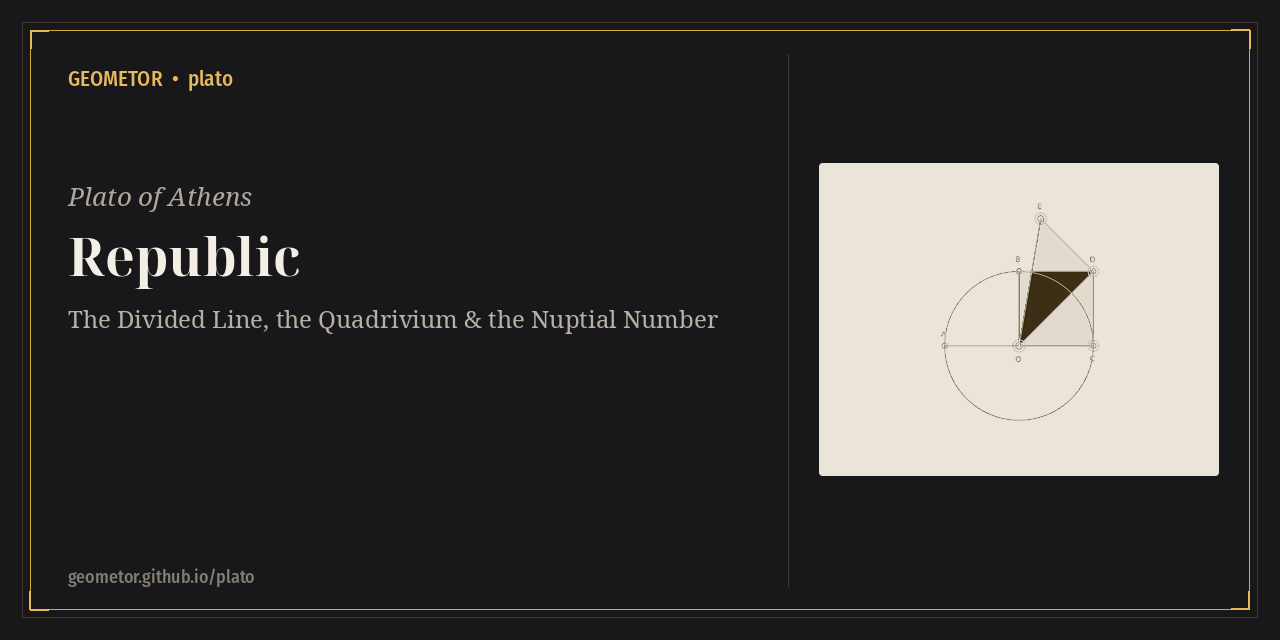 GEOMETOR • plato
Plato of Athens
Republic
The Divided Line, the Quadrivium & the Nuptial Number
E
B
D
A
O
C
geometor.github.io/plato